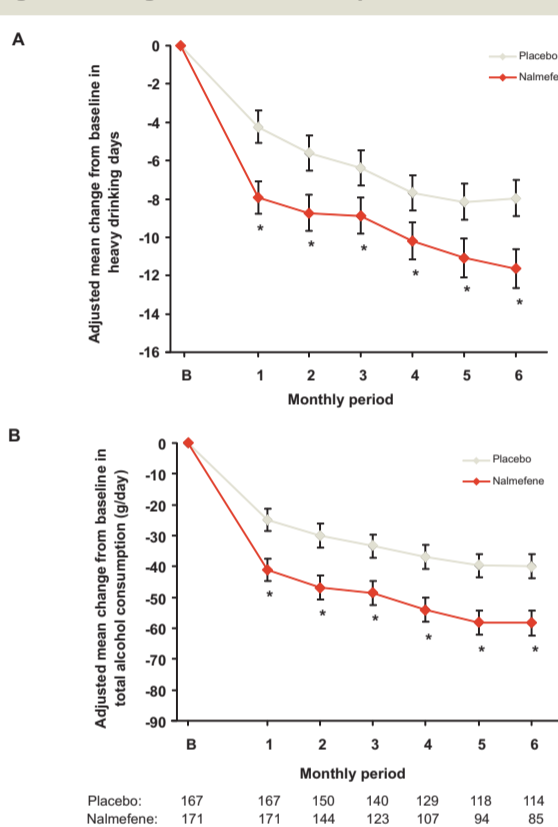 A
Adjusted mean change from baseline in
heavy drinking days
0
-2
-4
-6
-8
-10
-12
-14
-16
Placebo
Nalmefe
*
*
*
*
*
*
B 1 2 3 4 5 6
Monthly period
B
Adjusted mean change from baseline in
total alcohol consumption (g/day)
0
-10
-20
-30
-40
-50
-60
-70
-80
-90
Placebo
Nalmefene
*
*
*
*
*
*
B 1 2 3 4 5 6
Monthly period
Placebo: 167 167 150 140 129 118 114
Nalmefene: 171 171 144 123 107 94 85